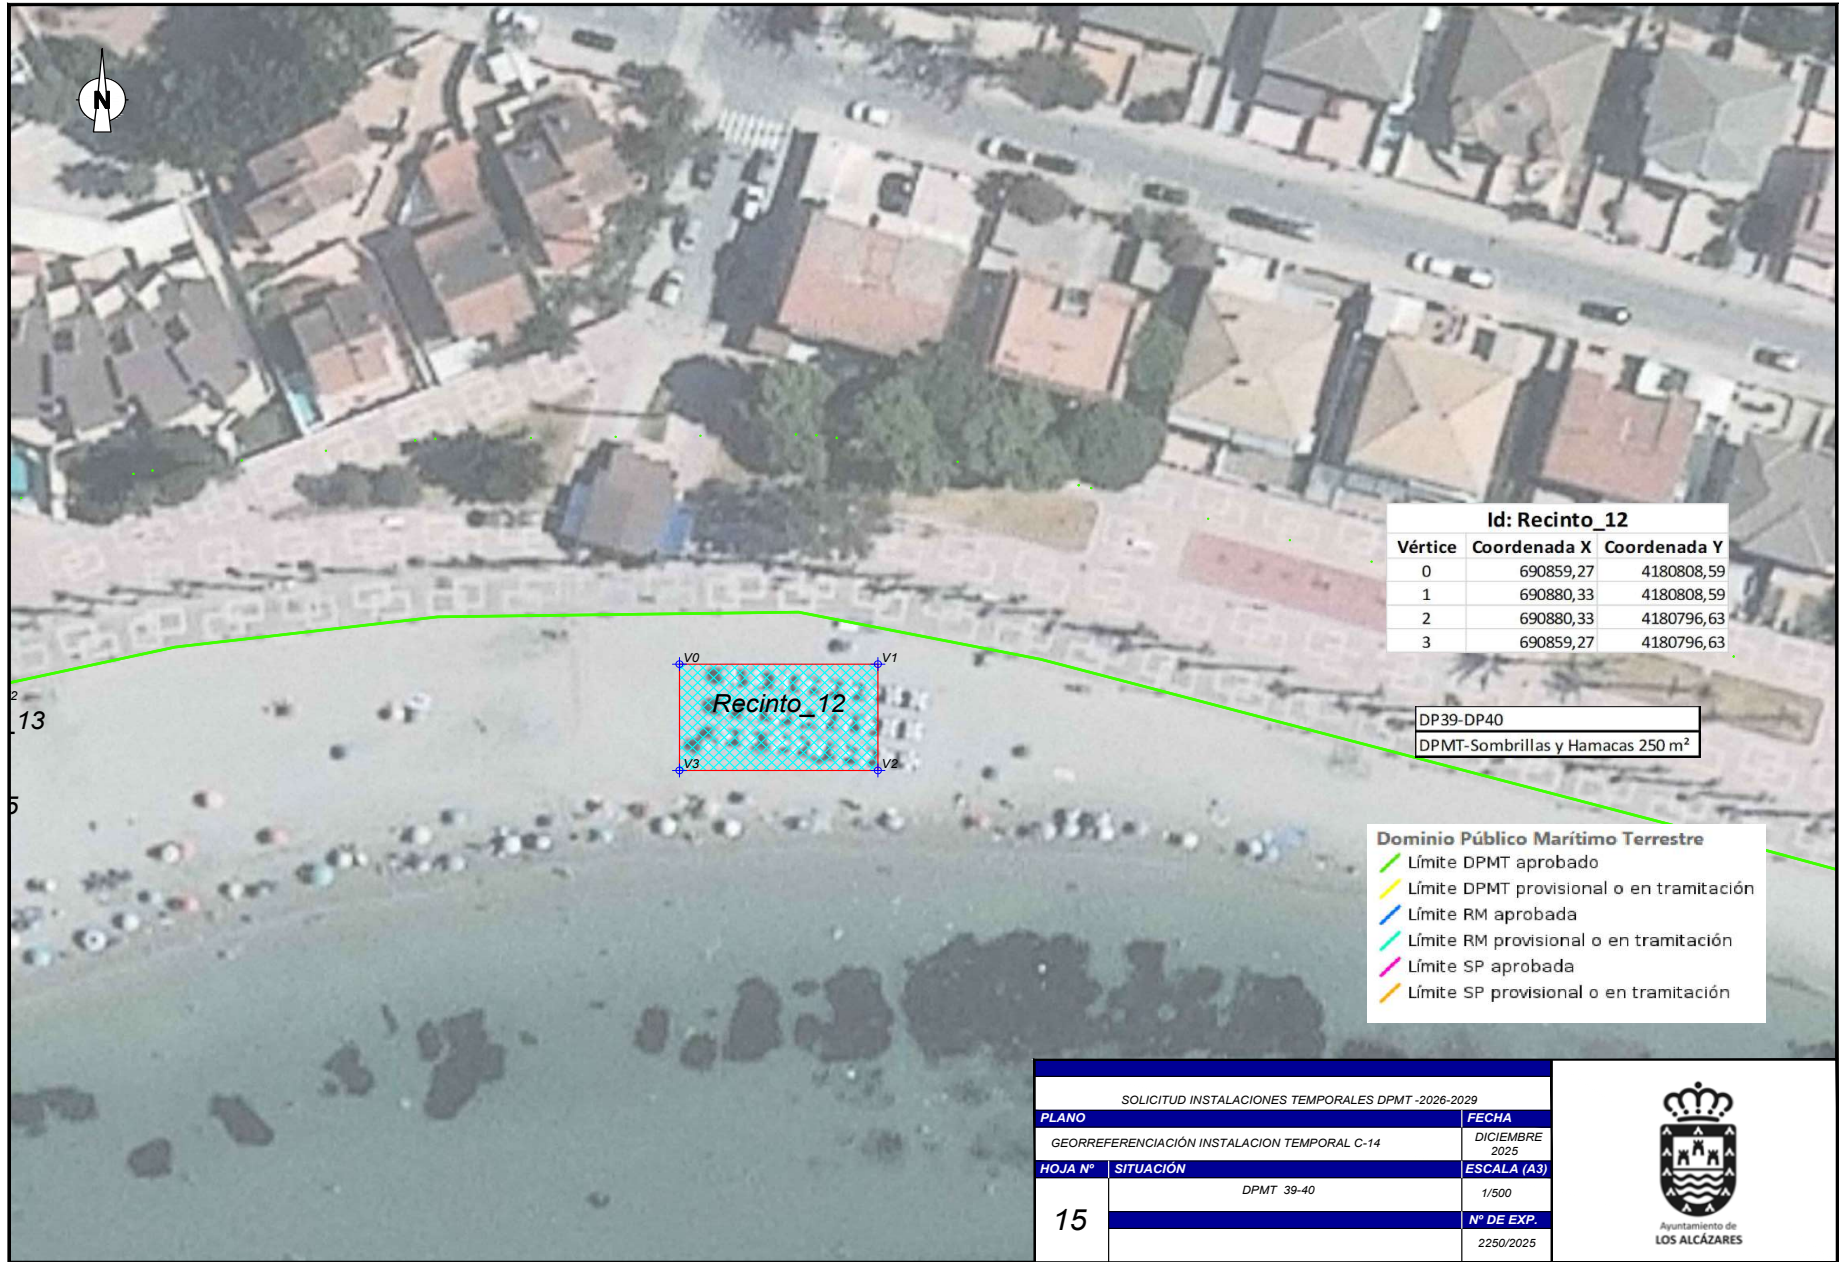 N
Id: Recinto_12
Vértice Coordenada X Coordenada Y
0 690859,27 4180808,59
1 690880,33 4180808,59
2 690880,33 4180796,63
3 690859,27 4180796,63
V0 V1
Recinto_12
V3 V2
2
_13
5
DP39-DP40
DPMT-Sombrillas y Hamacas 250 m²
Dominio Público Marítimo Terrestre
Límite DPMT aprobado
Límite DPMT provisional o en tramitación
Límite RM aprobada
Límite RM provisional o en tramitación
Límite SP aprobada
Límite SP provisional o en tramitación
SOLICITUD INSTALACIONES TEMPORALES DPMT -2026-2029
PLANO FECHA
GEORREFERENCIACIÓN INSTALACION TEMPORAL C-14 DICIEMBRE
2025
HOJA Nº SITUACIÓN ESCALA (A3)
DPMT 39-40 1/500
15 Nº DE EXP.
2250/2025
Ayuntamiento de
LOS ALCÁZARES